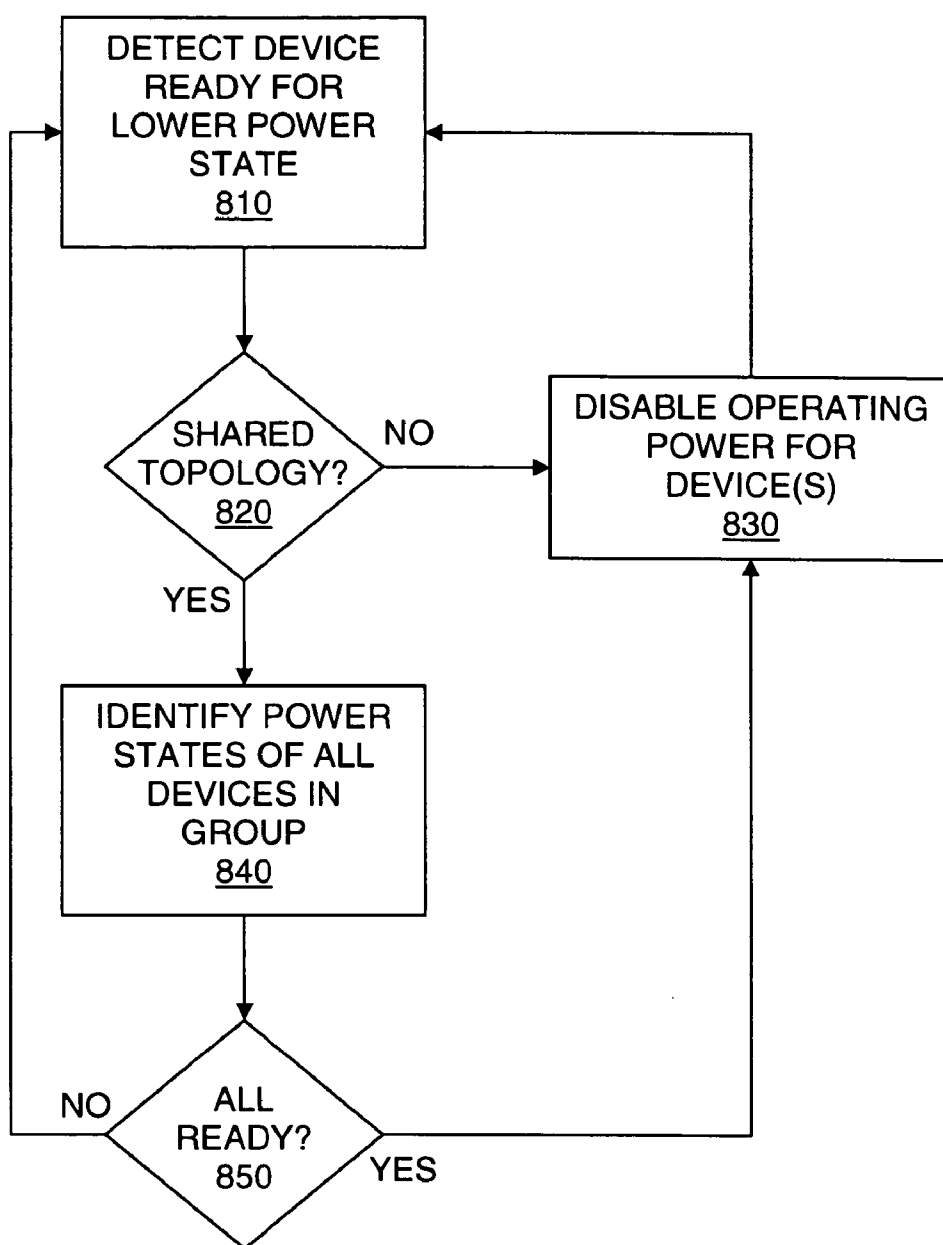 DETECT DEVICE
READY FOR
LOWER POWER
STATE
810
SHARED
TOPOLOGY?
820
NO
YES
DISABLE OPERATING
POWER FOR
DEVICE(S)
830
IDENTIFY POWER
STATES OF ALL
DEVICES IN
GROUP
840
NO
ALL
READY?
850
YES